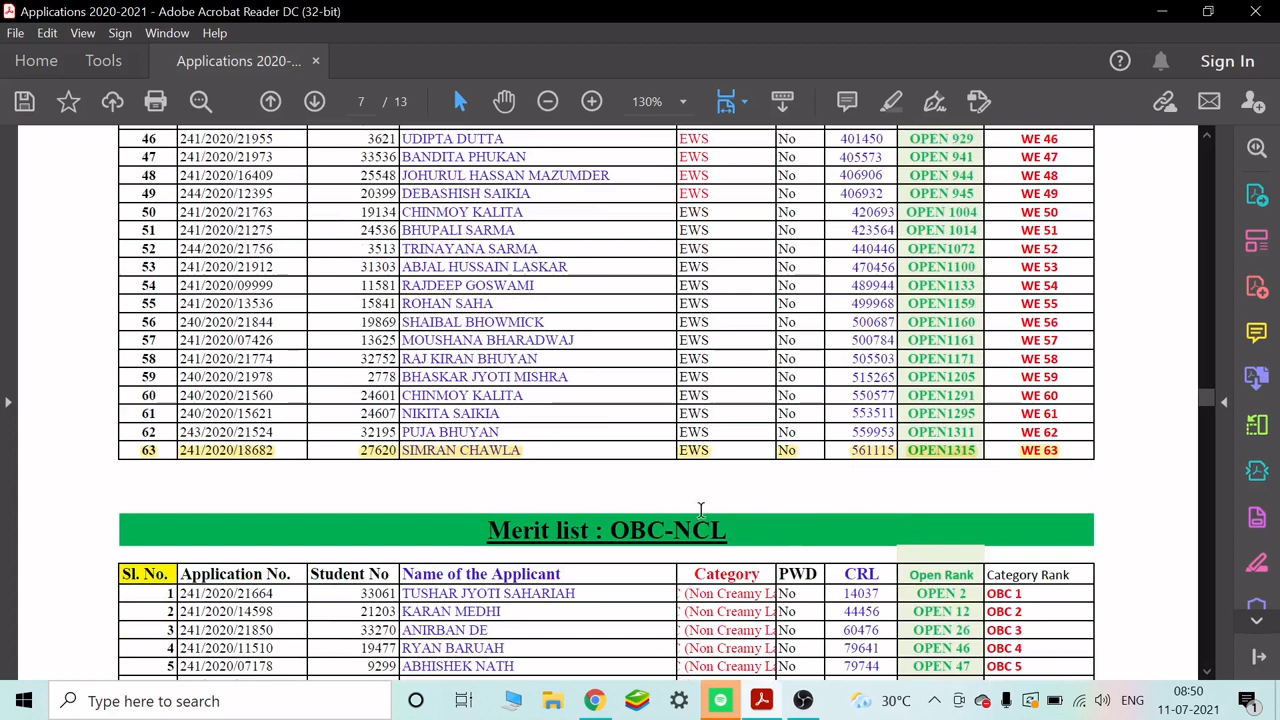 Applications 2020-2021 - Adobe Acrobat Reader DC (32-bit)
File Edit View Sign Window Help
Home Tools Applications 2020-... × Sign In
7 / 13 130%
46 241/2020/21955 3621 UDIPTA DUTTA EWS No 401450 OPEN 929 WE 46
47 241/2020/21973 33536 BANDITA PHUKAN EWS No 405573 OPEN 941 WE 47
48 241/2020/16409 25548 JOHURUL HASSAN MAZUMDER EWS No 406906 OPEN 944 WE 48
49 244/2020/12395 20399 DEBASHISH SAIKIA EWS No 406932 OPEN 945 WE 49
50 241/2020/21763 19134 CHINMOY KALITA EWS No 420693 OPEN 1004 WE 50
51 241/2020/21275 24536 BHUPALI SARMA EWS No 423564 OPEN 1014 WE 51
52 244/2020/21756 3513 TRINAYANA SARMA EWS No 440446 OPEN1072 WE 52
53 241/2020/21912 31303 ABJAL HUSSAIN LASKAR EWS No 470456 OPEN1100 WE 53
54 241/2020/09999 11581 RAJDEEP GOSWAMI EWS No 489944 OPEN1133 WE 54
55 241/2020/13536 15841 ROHAN SAHA EWS No 499968 OPEN1159 WE 55
56 240/2020/21844 19869 SHAIBAL BHOWMICK EWS No 500687 OPEN1160 WE 56
57 241/2020/07426 13625 MOUSHANA BHARADWAJ EWS No 500784 OPEN1161 WE 57
58 241/2020/21774 32752 RAJ KIRAN BHUYAN EWS No 505503 OPEN1171 WE 58
59 240/2020/21978 2778 BHASKAR JYOTI MISHRA EWS No 515265 OPEN1205 WE 59
60 240/2020/21560 24601 CHINMOY KALITA EWS No 550577 OPEN1291 WE 60
61 240/2020/15621 24607 NIKITA SAIKIA EWS No 553511 OPEN1295 WE 61
62 243/2020/21524 32195 PUJA BHUYAN EWS No 559953 OPEN1311 WE 62
63 241/2020/18682 27620 SIMRAN CHAWLA EWS No 561115 OPEN1315 WE 63
Merit list : OBC-NCL
Sl. No. Application No. Student No Name of the Applicant Category PWD CRL Open Rank Category Rank
1 241/2020/21664 33061 TUSHAR JYOTI SAHARIAH (Non Creamy La No 14037 OPEN 2 OBC 1
2 241/2020/14598 21203 KARAN MEDHI (Non Creamy La No 44456 OPEN 12 OBC 2
3 241/2020/21850 33270 ANIRBAN DE (Non Creamy La No 60476 OPEN 26 OBC 3
4 241/2020/11510 19477 RYAN BARUAH (Non Creamy La No 79641 OPEN 46 OBC 4
5 241/2020/07178 9299 ABHISHEK NATH (Non Creamy La No 79744 OPEN 47 OBC 5
Type here to search 30°C ENG 08:50
11-07-2021 1